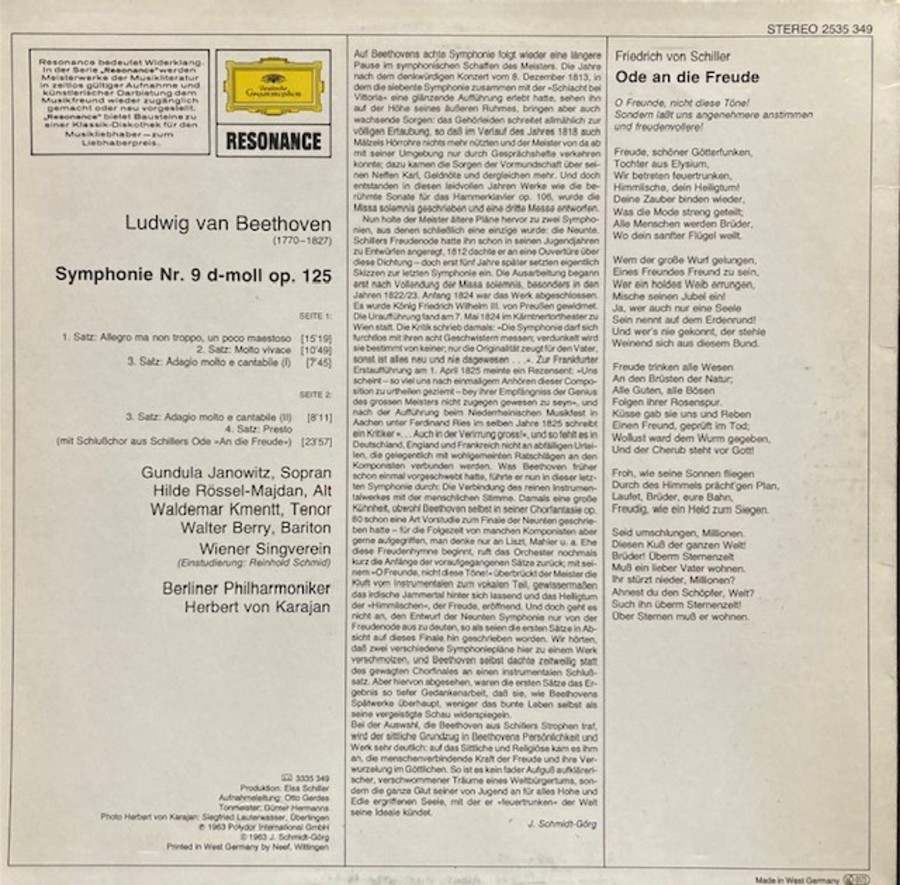 STEREO 2535 349
Resonance bedeutet Widerklang.
In der Serie „Resonance“ werden
Meisterwerke der Musikliteratur
in zeitlos gültiger Aufnahme und
künstlerischer Darbietung dem
Musikfreund wieder zugänglich
gemacht oder neu vorgestellt.
„Resonance“ bietet Bausteine zu
einer Klassik-Diskothek für den
Musikliebhaber – zum
Liebhaberpreis.
Deutsche
Grammophon
RESONANCE
Ludwig van Beethoven
(1770–1827)
Symphonie Nr. 9 d-moll op. 125
SEITE 1:
1. Satz: Allegro ma non troppo, un poco maestoso [15'19]
2. Satz: Molto vivace [10'49]
3. Satz: Adagio molto e cantabile (I) [7'45]
SEITE 2:
3. Satz: Adagio molto e cantabile (II) [8'11]
4. Satz: Presto
(mit Schlußchor aus Schillers Ode »An die Freude«) [23'57]
Gundula Janowitz, Sopran
Hilde Rössel-Majdan, Alt
Waldemar Kmentt, Tenor
Walter Berry, Bariton
Wiener Singverein
(Einstudierung: Reinhold Schmid)
Berliner Philharmoniker
Herbert von Karajan
3335 349
Produktion: Elsa Schiller
Aufnahmeleitung: Otto Gerdes
Tonmeister: Günter Hermanns
Photo Herbert von Karajan: Siegfried Lauterwasser, Überlingen
℗ 1963 Polydor International GmbH
© 1963 J. Schmidt-Görg
Printed in West Germany by Neef, Wittingen
Auf Beethovens achte Symphonie folgt wieder eine längere
Pause im symphonischen Schaffen des Meisters. Die Jahre
nach dem denkwürdigen Konzert vom 8. Dezember 1813, in
dem die siebente Symphonie zusammen mit der »Schlacht bei
Vittoria« eine glänzende Aufführung erlebt hatte, sehen ihn
auf der Höhe seines äußeren Ruhmes, bringen aber auch
wachsende Sorgen: das Gehörleiden schreitet allmählich zur
völligen Ertaubung, so daß im Verlauf des Jahres 1818 auch
Mälzels Hörrohre nichts mehr nützten und der Meister von da ab
mit seiner Umgebung nur durch Gesprächshefte verkehren
konnte; dazu kamen die Sorgen der Vormundschaft über sei-
nen Neffen Karl, Geldnöte und dergleichen mehr. Und doch
entstanden in diesen leidvollen Jahren Werke wie die be-
rühmte Sonate für das Hammerklavier op. 106, wurde die
Missa solemnis geschrieben und eine dritte Messe entworfen.
Nun holte der Meister ältere Pläne hervor zu zwei Sympho-
nien, aus denen schließlich eine einzige wurde: die Neunte.
Schillers Freudenode hatte ihn schon in seinen Jugendjahren
zu Entwürfen angeregt, 1812 dachte er an eine Ouvertüre über
diese Dichtung – doch erst fünf Jahre später setzten eigentlich
Skizzen zur letzten Symphonie ein. Die Ausarbeitung begann
erst nach Vollendung der Missa solemnis, besonders in den
Jahren 1822/23. Anfang 1824 war das Werk abgeschlossen.
Es wurde König Friedrich Wilhelm III. von Preußen gewidmet.
Die Uraufführung fand am 7. Mai 1824 im Kärntnertortheater zu
Wien statt. Die Kritik schrieb damals: »Die Symphonie darf sich
furchtlos mit ihren acht Geschwistern messen; verdunkelt wird
sie bestimmt von keiner; nur die Originalität zeugt für den Vater,
sonst ist alles neu und nie dagewesen . . .«. Zur Frankfurter
Erstaufführung am 1. April 1825 meinte ein Rezensent: »Uns
scheint – so viel uns nach einmaligem Anhören dieser Compo-
sition zu urtheilen geziemt – bey ihrer Empfängniss der Genius
des grossen Meisters nicht zugegen gewesen zu seyn«, und
nach der Aufführung beim Niederrheinischen Musikfest in
Aachen unter Ferdinand Ries im selben Jahre 1825 schreibt
ein Kritiker »... Auch in der Verirrung gross!«, und so fehlt es in
Deutschland, England und Frankreich nicht an abfälligen Urtei-
len, die gelegentlich mit wohlgemeinten Ratschlägen an den
Komponisten verbunden werden. Was Beethoven früher
schon einmal vorgeschwebt hatte, führte er nun in dieser letz-
ten Symphonie durch: Die Verbindung des reinen Instrumen-
talwerkes mit der menschlichen Stimme. Damals eine große
Kühnheit, obwohl Beethoven selbst in seiner Chorfantasie op.
80 schon eine Art Vorstudie zum Finale der Neunten geschrie-
ben hatte – für die Folgezeit von manchen Komponisten aber
gerne aufgegriffen, man denke nur an Liszt, Mahler u. a. Ehe
diese Freudenhymne beginnt, ruft das Orchester nochmals
kurz die Anfänge der vorausgegangenen Sätze zurück; mit sei-
nem »O Freunde, nicht diese Töne!« überbrückt der Meister die
Kluft vom Instrumentalen zum vokalen Teil, gewissermaßen
das irdische Jammertal hinter sich lassend und das Heiligtum
der »Himmlischen«, der Freude, eröffnend. Und doch geht es
nicht an, den Entwurf der Neunten Symphonie nur von der
Freudenode aus zu deuten, so als seien die ersten Sätze in Ab-
sicht auf dieses Finale hin geschrieben worden. Wir hörten,
daß zwei verschiedene Symphoniepläne hier zu einem Werk
verschmolzen, und Beethoven selbst dachte zeitweilig statt
des gewagten Chorfinales an einen instrumentalen Schluß-
satz. Aber hiervon abgesehen, waren die ersten Sätze das Er-
gebnis so tiefer Gedankenarbeit, daß sie, wie Beethovens
Spätwerke überhaupt, weniger das bunte Leben selbst als
seine vergeistigte Schau widerspiegeln.
Bei der Auswahl, die Beethoven aus Schillers Strophen traf,
wird der sittliche Grundzug in Beethovens Persönlichkeit und
Werk sehr deutlich: auf das Sittliche und Religiöse kam es ihm
an, die menschenverbindende Kraft der Freude und ihre Ver-
wurzelung im Göttlichen. So ist es kein fader Aufguß aufkläreri-
scher, verschwommener Träume eines Weltbürgertums, son-
dern die ganze Glut seiner von Jugend an für alles Hohe und
Edle ergriffenen Seele, mit der er »feuertrunken« der Welt
seine Ideale kündet.
J. Schmidt-Görg
Friedrich von Schiller
Ode an die Freude
O Freunde, nicht diese Töne!
Sondern laßt uns angenehmere anstimmen
und freudenvollere!
Freude, schöner Götterfunken,
Tochter aus Elysium,
Wir betreten feuertrunken,
Himmlische, dein Heiligtum!
Deine Zauber binden wieder,
Was die Mode streng geteilt;
Alle Menschen werden Brüder,
Wo dein sanfter Flügel weilt.
Wem der große Wurf gelungen,
Eines Freundes Freund zu sein,
Wer ein holdes Weib errungen,
Mische seinen Jubel ein!
Ja, wer auch nur eine Seele
Sein nennt auf dem Erdenrund!
Und wer's nie gekonnt, der stehle
Weinend sich aus diesem Bund.
Freude trinken alle Wesen
An den Brüsten der Natur;
Alle Guten, alle Bösen
Folgen ihrer Rosenspur.
Küsse gab sie uns und Reben
Einen Freund, geprüft im Tod;
Wollust ward dem Wurm gegeben,
Und der Cherub steht vor Gott!
Froh, wie seine Sonnen fliegen
Durch des Himmels prächt'gen Plan,
Laufet, Brüder, eure Bahn,
Freudig, wie ein Held zum Siegen.
Seid umschlungen, Millionen.
Diesen Kuß der ganzen Welt!
Brüder! Überm Sternenzelt
Muß ein lieber Vater wohnen.
Ihr stürzt nieder, Millionen?
Ahnest du den Schöpfer, Welt?
Such ihn überm Sternenzelt!
Über Sternen muß er wohnen.
Made in West Germany